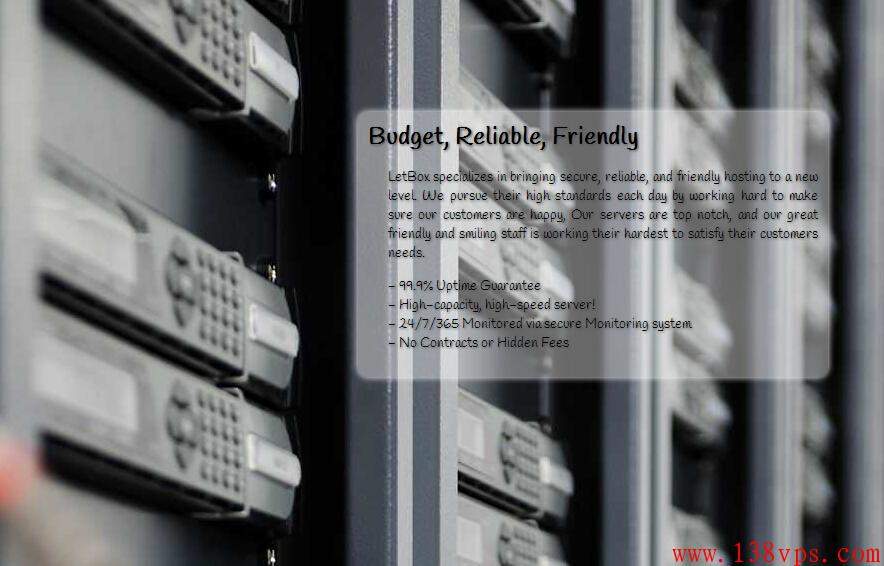 Budget, Reliable, Friendly
LetBox specializes in bringing secure, reliable, and friendly hosting to a new
level. We pursue their high standards each day by working hard to make
sure our customers are happy, Our servers are top notch, and our great
friendly and smiling staff is working their hardest to satisfy their customers
needs.
- 99.9% Uptime Guarantee
- High-capacity, high-speed server!
- 24/7/365 Monitored via secure Monitoring system
- No Contracts or Hidden Fees
www.138vps.com